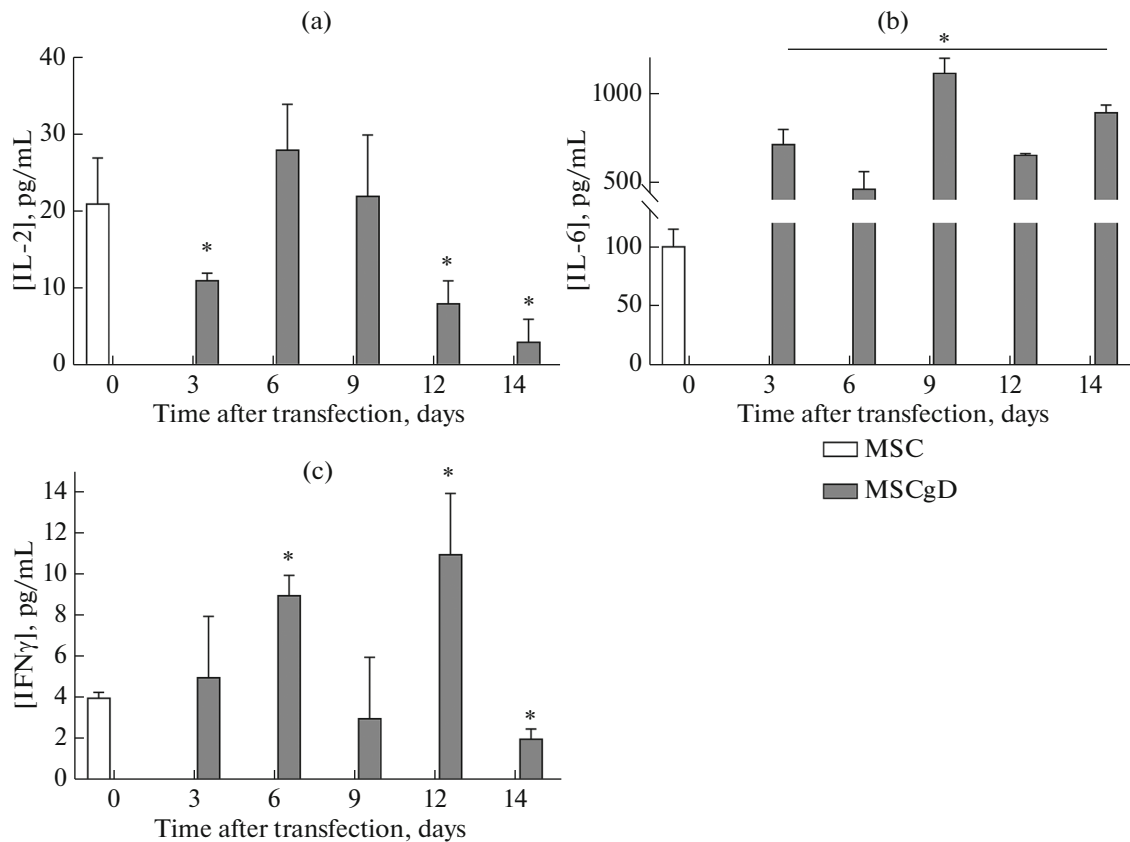 (a)
[IL-2], pg/mL
40
30
20
10
0
*
*
*
0 3 6 9 12 14
Time after transfection, days
(b)
[IL-6], pg/mL
*
1000
500
100
50
0
0 3 6 9 12 14
Time after transfection, days
MSC
MSCgD
(c)
[IFNγ], pg/mL
14
12
10
8
6
4
2
0
*
*
*
0 3 6 9 12 14
Time after transfection, days